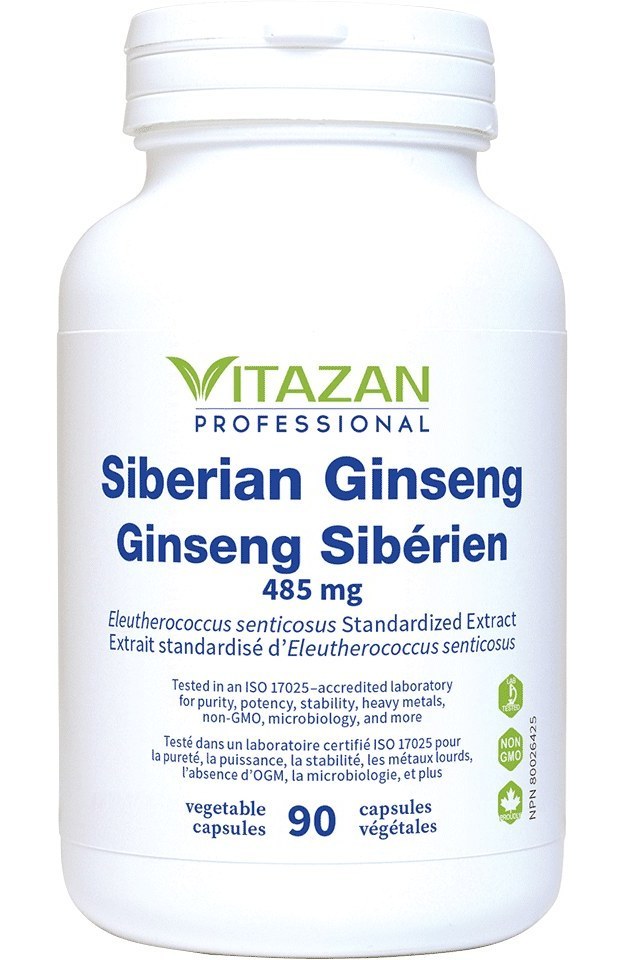 VITAZAN
PROFESSIONAL
Siberian Ginseng
Ginseng Sibérien
485 mg
Eleutherococcus senticosus Standardized Extract
Extrait standardisé d’Eleutherococcus senticosus
Tested in an ISO 17025–accredited laboratory
for purity, potency, stability, heavy metals,
non-GMO, microbiology, and more
Testé dans un laboratoire certifié ISO 17025 pour
la pureté, la puissance, la stabilité, les métaux lourds,
l’absence d’OGM, la microbiologie, et plus
vegetable
capsules
90
capsules
végétales
LAB
TESTED
NON
GMO
PROUDLY
NPN 80026425